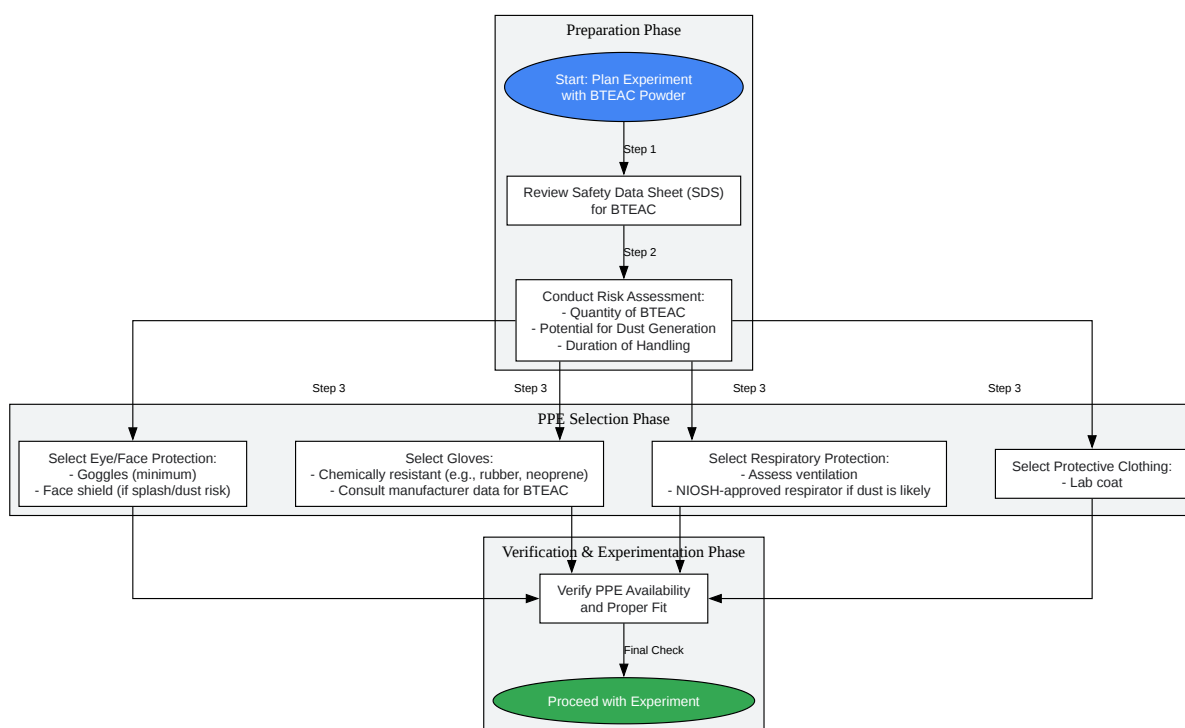 Preparation Phase
Start: Plan Experiment
with BTEAC Powder
Step 1
Review Safety Data Sheet (SDS)
for BTEAC
Step 2
Conduct Risk Assessment:
- Quantity of BTEAC
- Potential for Dust Generation
- Duration of Handling
Step 3
Step 3
Step 3
Step 3
PPE Selection Phase
Select Eye/Face Protection:
- Goggles (minimum)
- Face shield (if splash/dust risk)
Select Gloves:
- Chemically resistant (e.g., rubber, neoprene)
- Consult manufacturer data for BTEAC
Select Respiratory Protection:
- Assess ventilation
- NIOSH-approved respirator if dust is likely
Select Protective Clothing:
- Lab coat
Verification & Experimentation Phase
Verify PPE Availability
and Proper Fit
Final Check
Proceed with Experiment